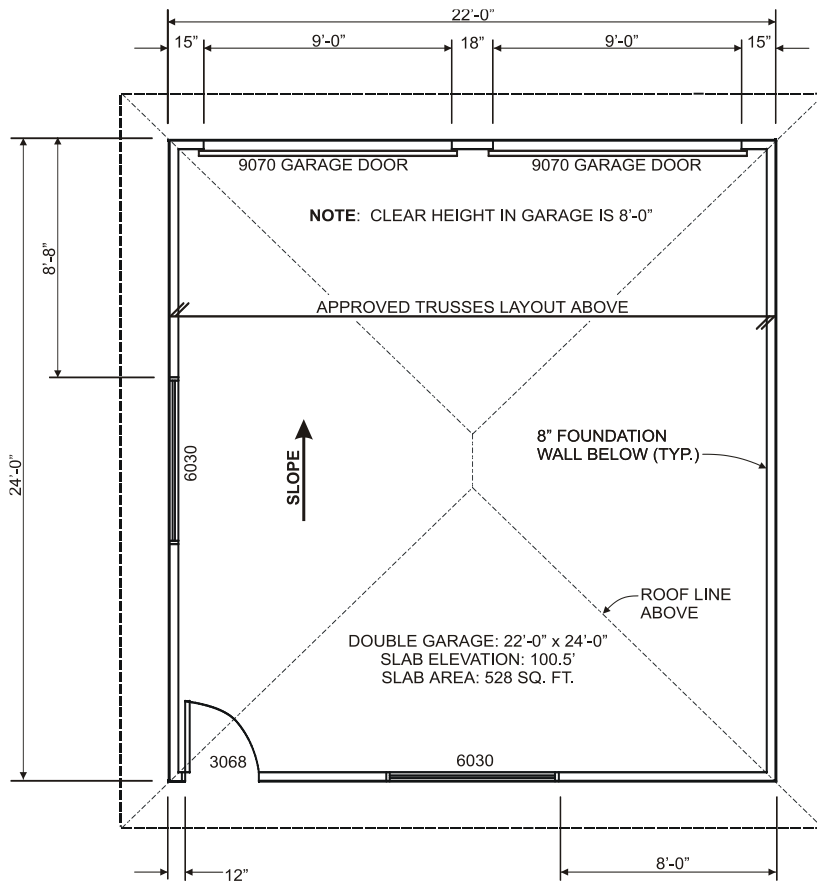 22'-0"
15" 9'-0" 18" 9'-0" 15"
9070 GARAGE DOOR 9070 GARAGE DOOR
NOTE: CLEAR HEIGHT IN GARAGE IS 8'-0"
8'-8"
APPROVED TRUSSES LAYOUT ABOVE
24'-0"
6030
SLOPE
8" FOUNDATION
WALL BELOW (TYP.)
ROOF LINE
ABOVE
DOUBLE GARAGE: 22'-0" x 24'-0"
SLAB ELEVATION: 100.5'
SLAB AREA: 528 SQ. FT.
3068 6030
12" 8'-0"